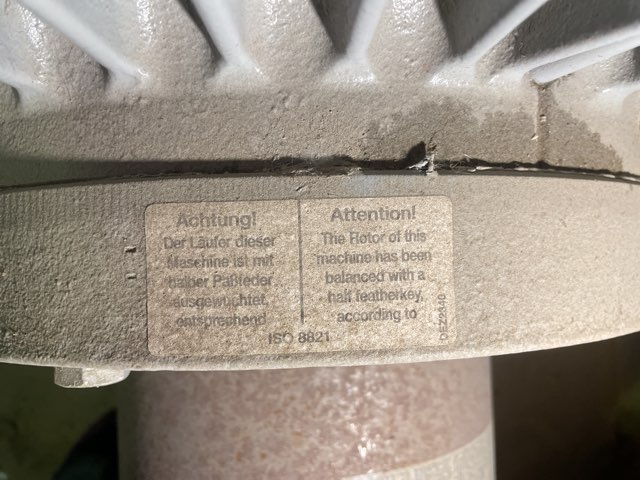 Achtung!
Der Läufer dieser
Maschine ist mit
halber Paßfeder
ausgewuchtet,
entsprechend
Attention!
The Rotor of this
machine has been
balanced with a
half featherkey,
according to
ISO 8821
DSZ2340